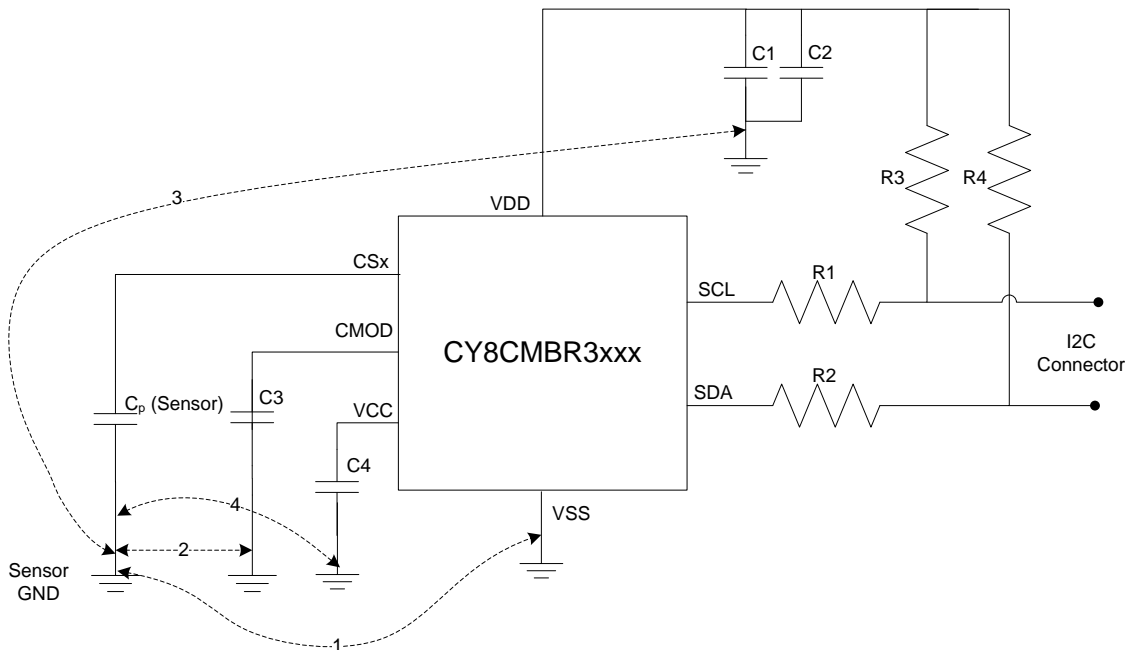 C1
C2
3
R3
R4
VDD
CSx
SCL
R1
CMOD
CY8CMBR3xxx
I2C
Connector
Cp (Sensor)
C3
VCC
SDA
R2
C4
4
VSS
2
Sensor
GND
1